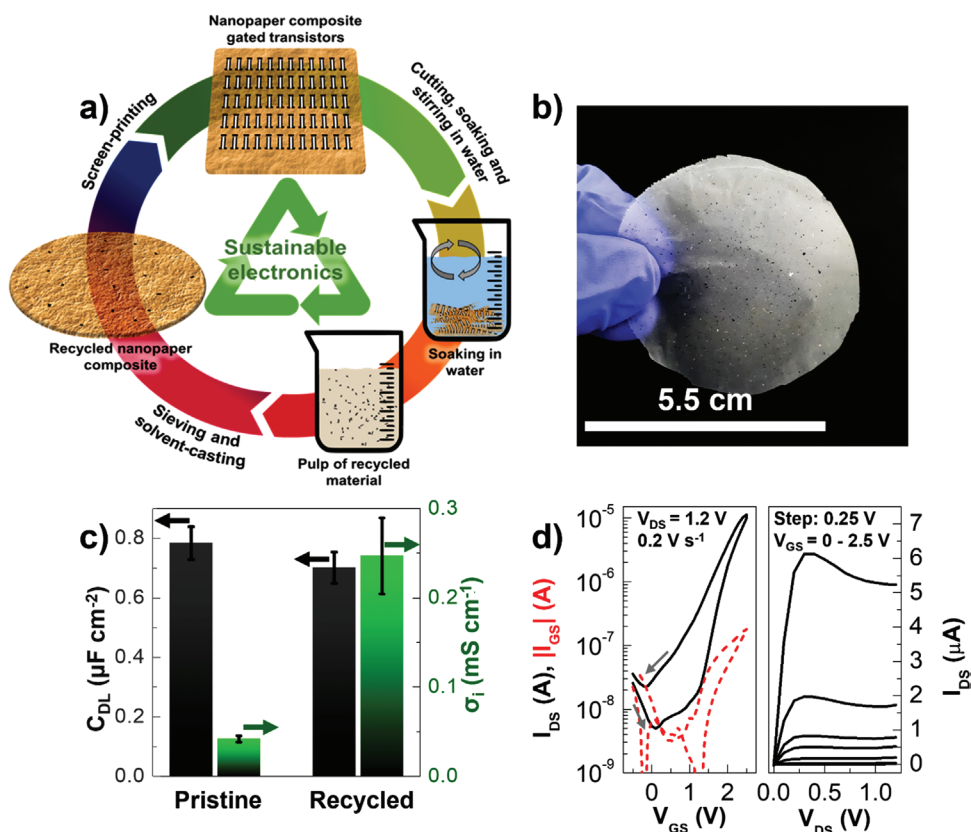 a)
Nanopaper composite
gated transistors
Cutting, soaking and
stirring in water
Screen-printing
Sustainable
electronics
Recycled nanopaper
composite
Soaking in
water
Sieving and
solvent-casting
Pulp of recycled
material
b)
5.5 cm
c)
0.8
0.6
0.4
0.2
0.0
C_DL (µF cm⁻²)
0.3
0.2
0.1
0.0
σ_i (mS cm⁻¹)
Pristine
Recycled
d)
V_DS = 1.2 V
0.2 V s⁻¹
10⁻⁵
10⁻⁶
10⁻⁷
10⁻⁸
10⁻⁹
I_DS (A), |I_GS| (A)
0 1 2
V_GS (V)
Step: 0.25 V
V_GS = 0 - 2.5 V
7
6
5
4
3
2
1
0
I_DS (µA)
0.0 0.5 1.0
V_DS (V)